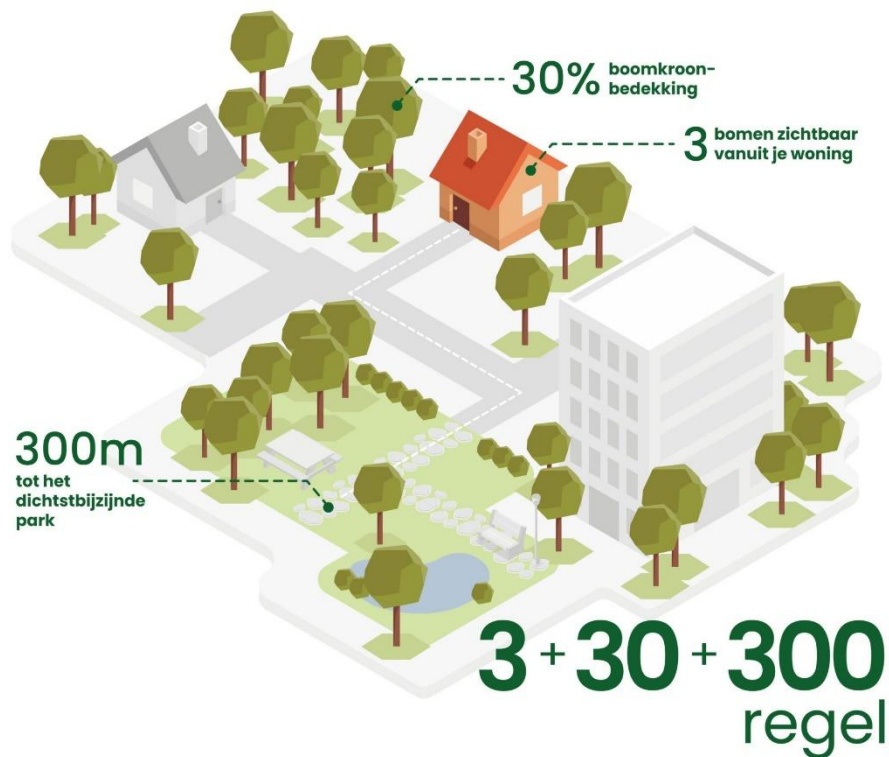 30% boomkroon-
bedekking
3 bomen zichtbaar
vanuit je woning
300m
tot het
dichtstbijzijnde
park
3 + 30 + 300
regel